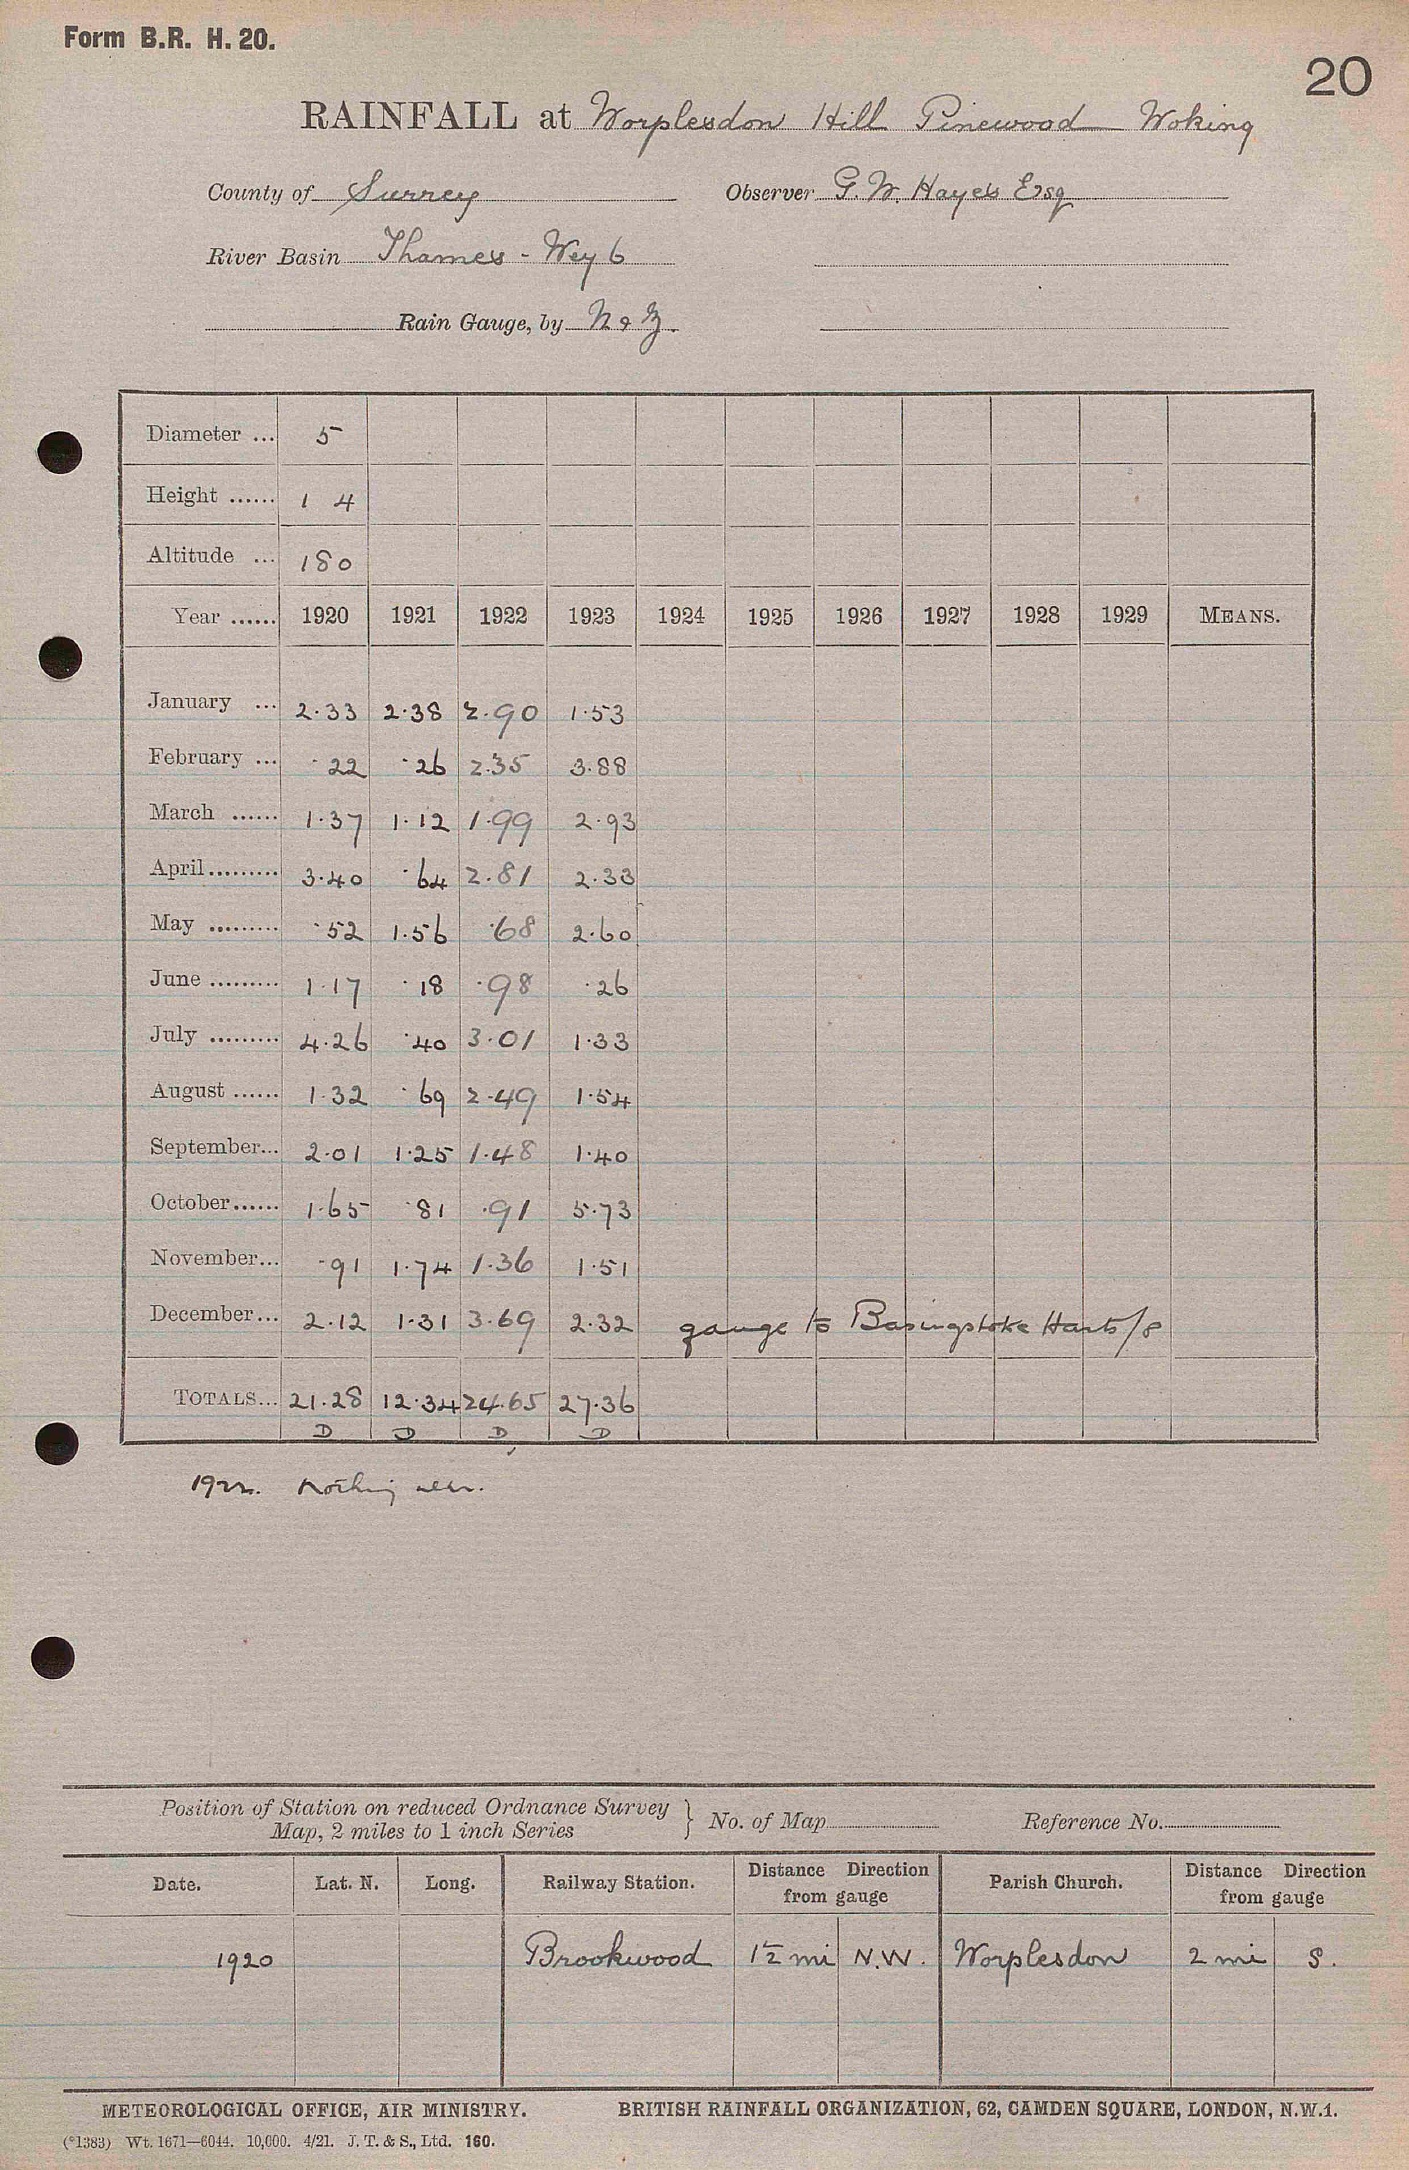 Form B.R. H. 20.
20
RAINFALL at Worplesdon Hill Pinewood Woking
County of Surrey Observer G. W. Hayes Esq
River Basin Thames - Wey 6
Rain Gauge, by N & Z
Diameter ... 5
Height ...... 1 4
Altitude ... 180
Year ...... 1920 1921 1922 1923 1924 1925 1926 1927 1928 1929 MEANS.
January ... 2.33 2.38 2.90 1.53
February ... .22 .26 2.35 3.88
March ...... 1.37 1.12 1.99 2.93
April......... 3.40 .64 2.81 2.33
May ......... .52 1.56 .68 2.60
June ......... 1.17 .18 .98 .26
July ......... 4.26 .40 3.01 1.33
August ...... 1.32 .69 2.49 1.54
September... 2.01 1.25 1.48 1.40
October...... 1.65 .81 .91 5.73
November... .91 1.74 1.36 1.51
December... 2.12 1.31 3.69 2.32 gauge to Basingstoke Hants/8
TOTALS... 21.28 12.34 24.65 27.36
D D D D
1922. Nothing near.
Position of Station on reduced Ordnance Survey
Map, 2 miles to 1 inch Series } No. of Map Reference No.
Date. Lat. N. Long. Railway Station. Distance Direction from gauge Parish Church. Distance Direction from gauge
1920 Brookwood 1½ mi N.W. Worplesdon 2 mi S.
METEOROLOGICAL OFFICE, AIR MINISTRY. BRITISH RAINFALL ORGANIZATION, 62, CAMDEN SQUARE, LONDON, N.W.1.
(*1383) Wt. 1671—6044. 10,000. 4/21. J. T. & S., Ltd. 160.